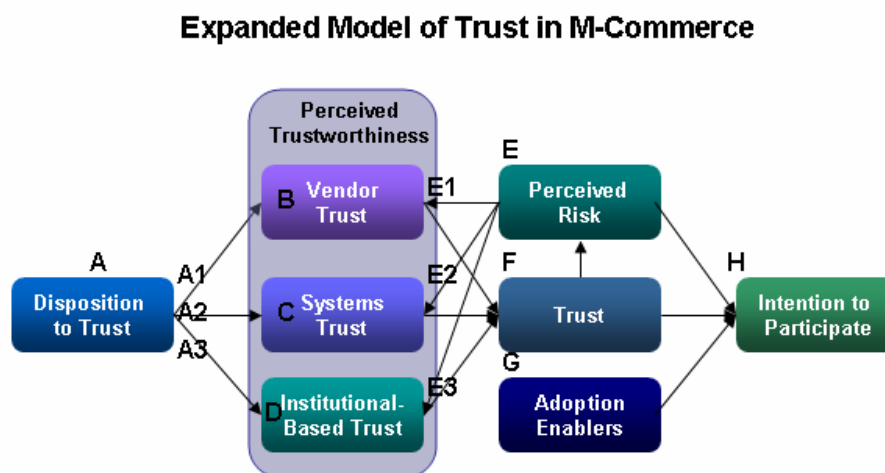 Expanded Model of Trust in M-Commerce
Perceived
Trustworthiness
E
B
Vendor
Trust
E1
Perceived
Risk
A
A1
E2
F
H
Disposition
to Trust
A2
C
Systems
Trust
Trust
Intention to
Participate
A3
G
D
Institutional-
Based Trust
E3
Adoption
Enablers